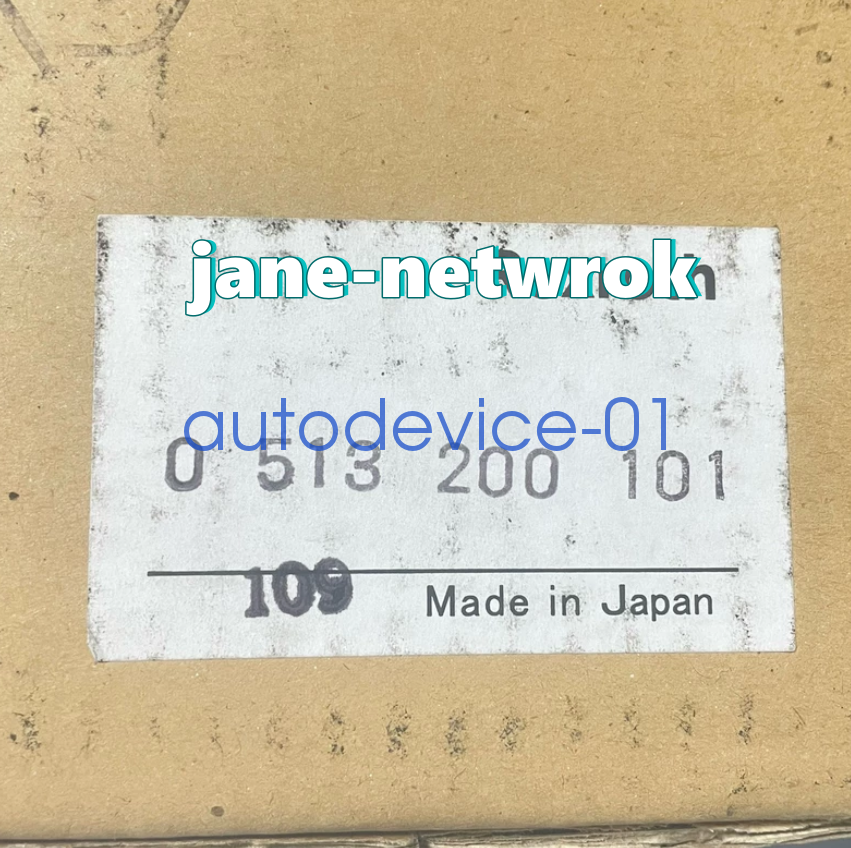 jane-netwrok
autodevice-01
0 513 200 101
109
Made in Japan